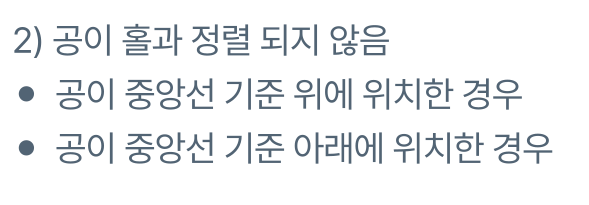 2) 공이 홀과 정렬 되지 않음
• 공이 중앙선 기준 위에 위치한 경우
• 공이 중앙선 기준 아래에 위치한 경우